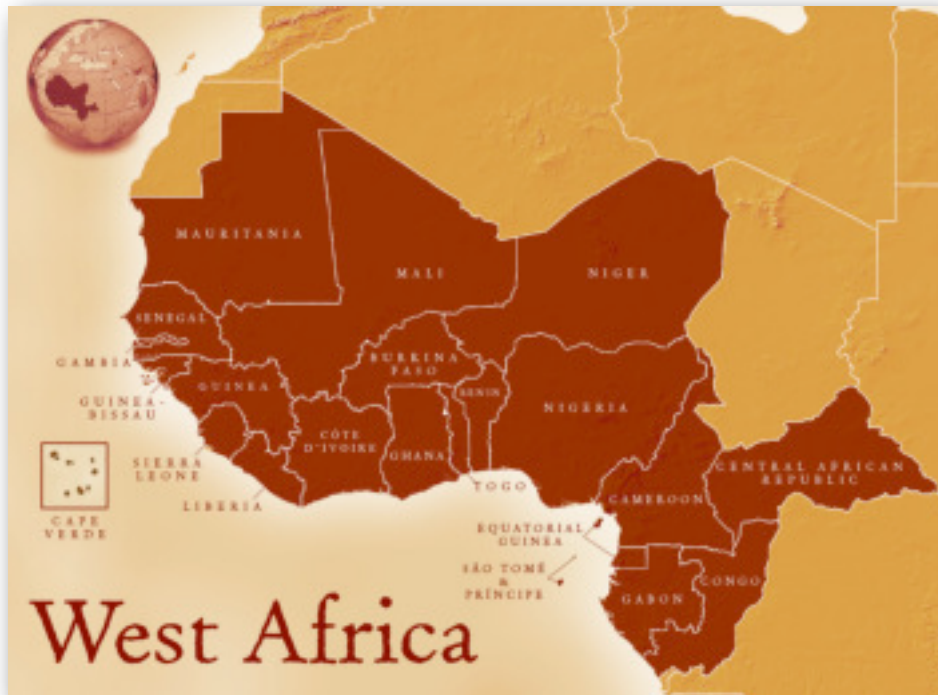 MAURITANIA
MALI
NIGER
SENEGAL
GAMBIA
GUINEA-
BISSAU
GUINEA
BURKINA
FASO
BENIN
NIGERIA
CÔTE
D'IVOIRE
GHANA
SIERRA
LEONE
LIBERIA
TOGO
CAPE
VERDE
CENTRAL AFRICAN
REPUBLIC
CAMEROON
EQUATORIAL
GUINEA
SÃO TOMÉ
&
PRÍNCIPE
GABON
CONGO
West Africa